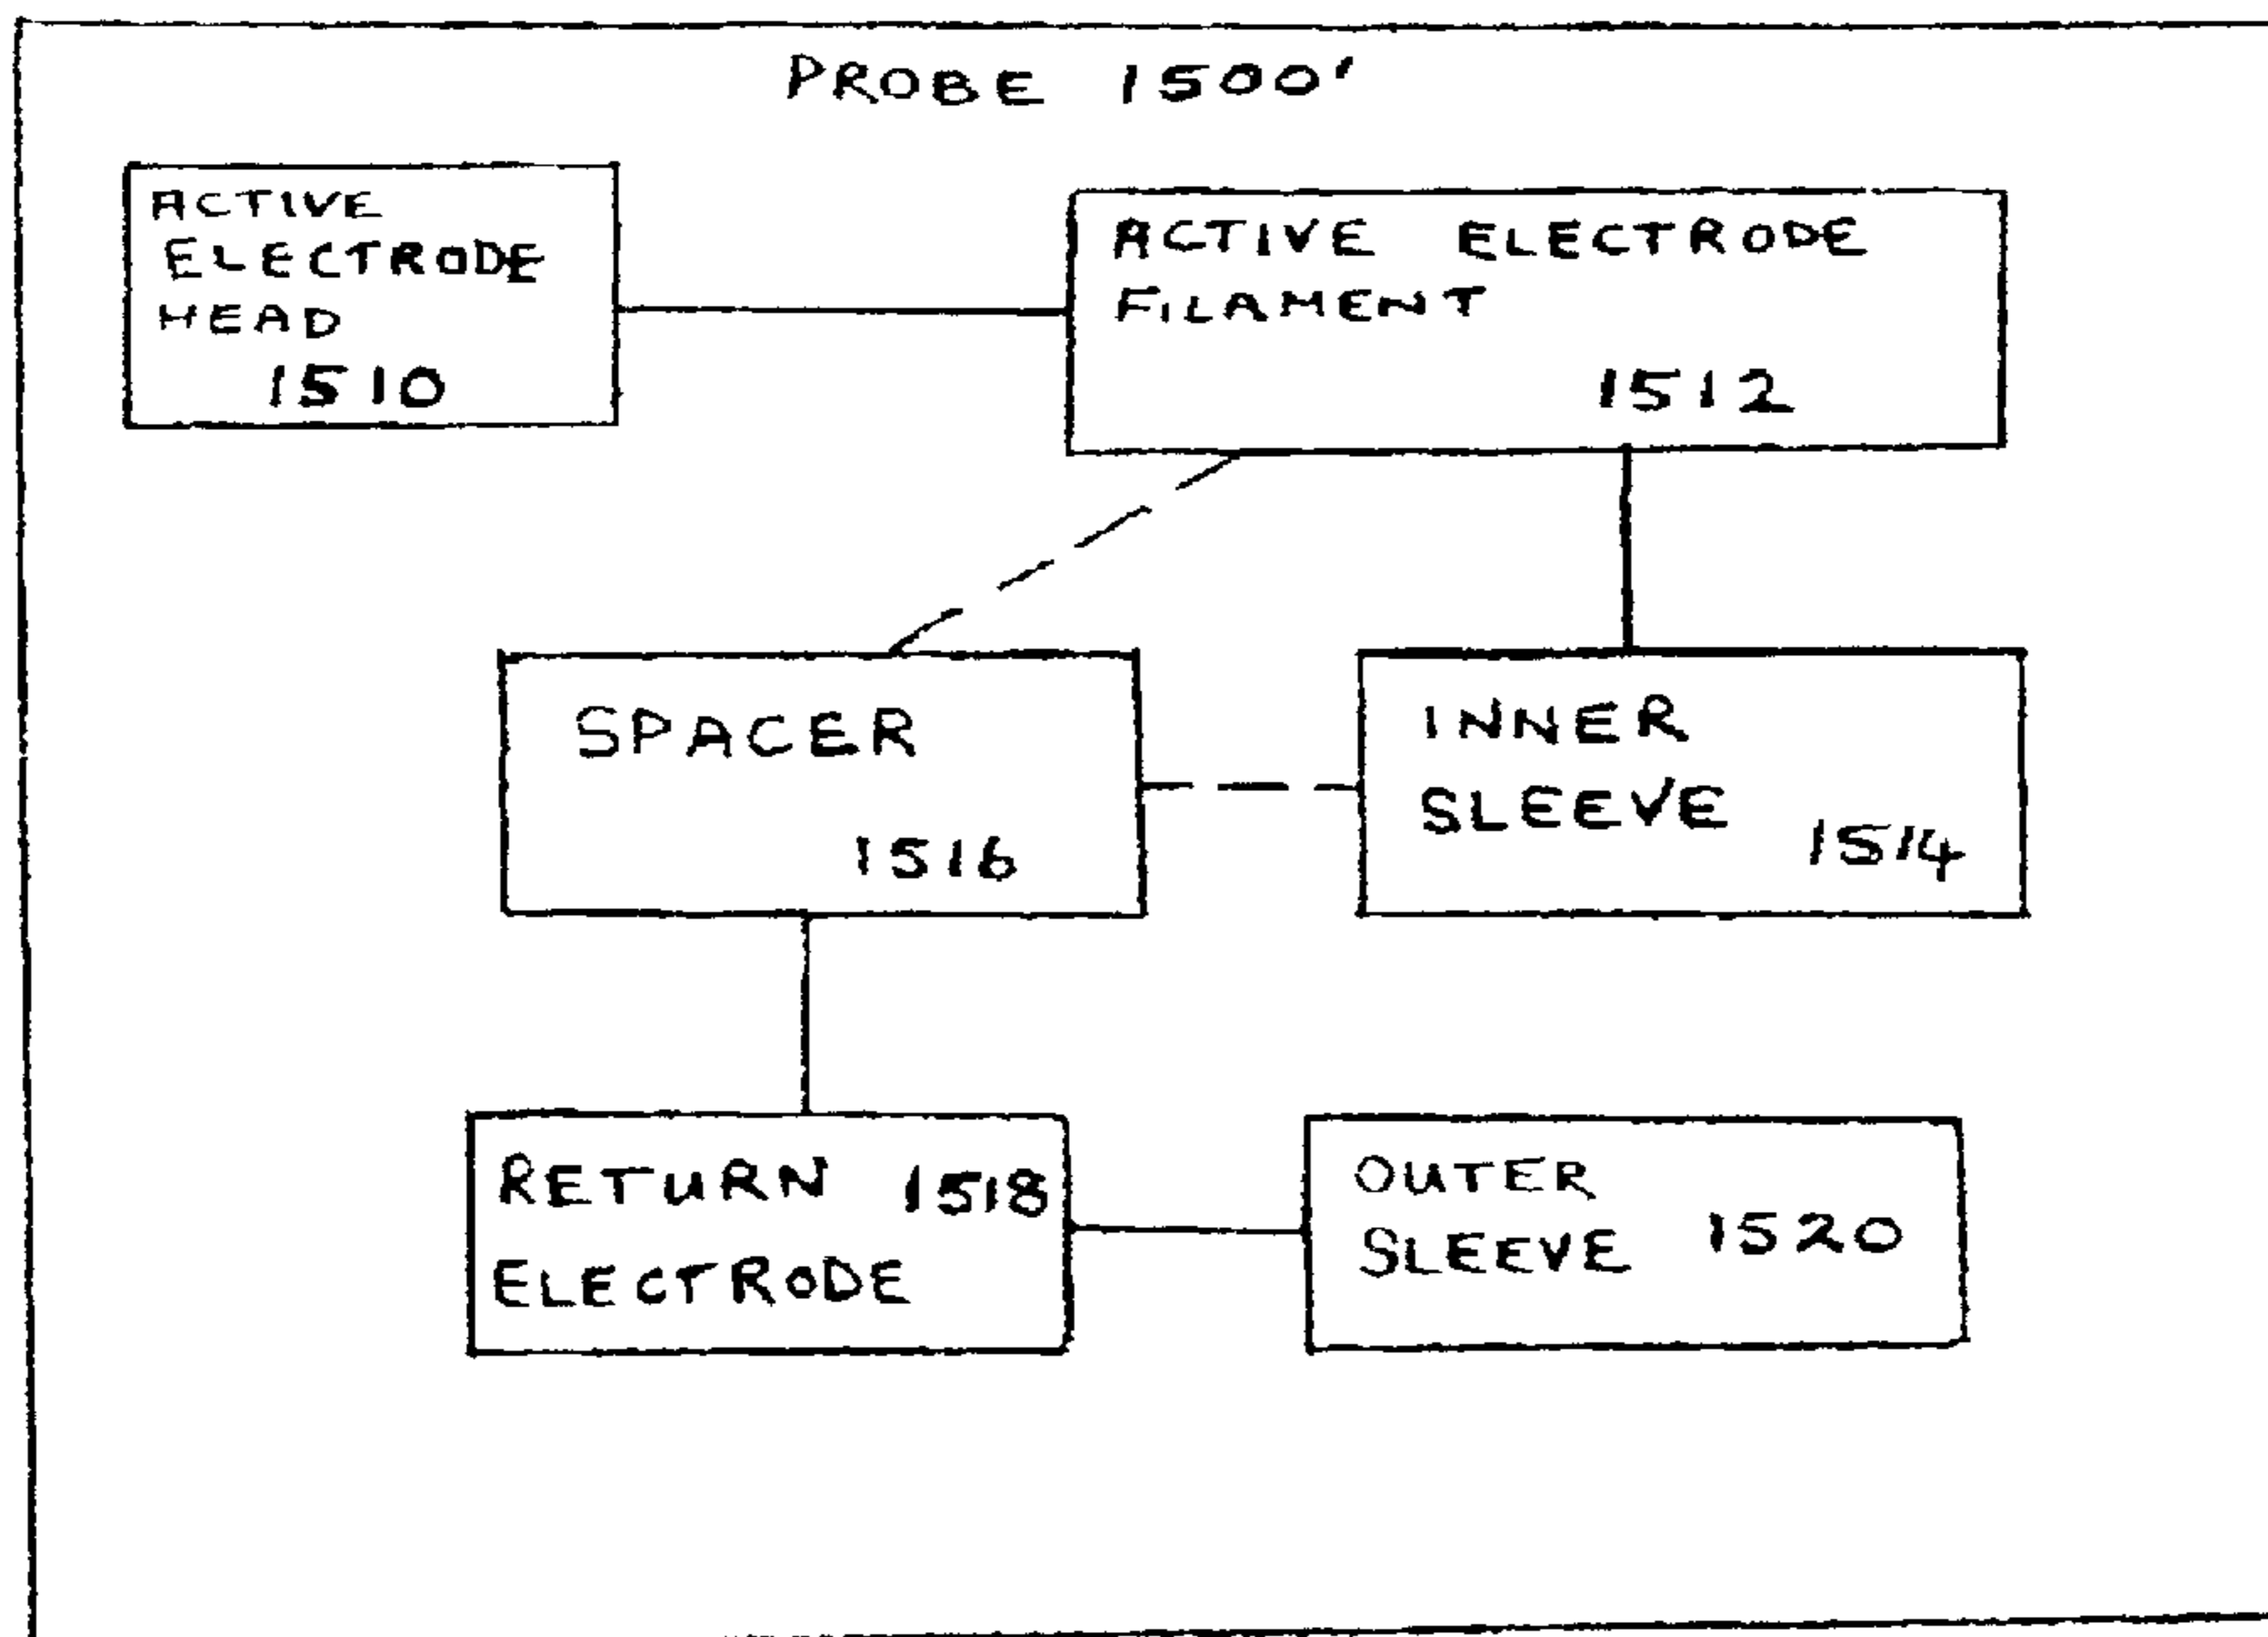 PROBE 1500'
ACTIVE
ELECTRODE
HEAD
1510
ACTIVE ELECTRODE
FILAMENT
1512
SPACER
1516
INNER
SLEEVE 1514
RETURN 1518
ELECTRODE
OUTER
SLEEVE 1520